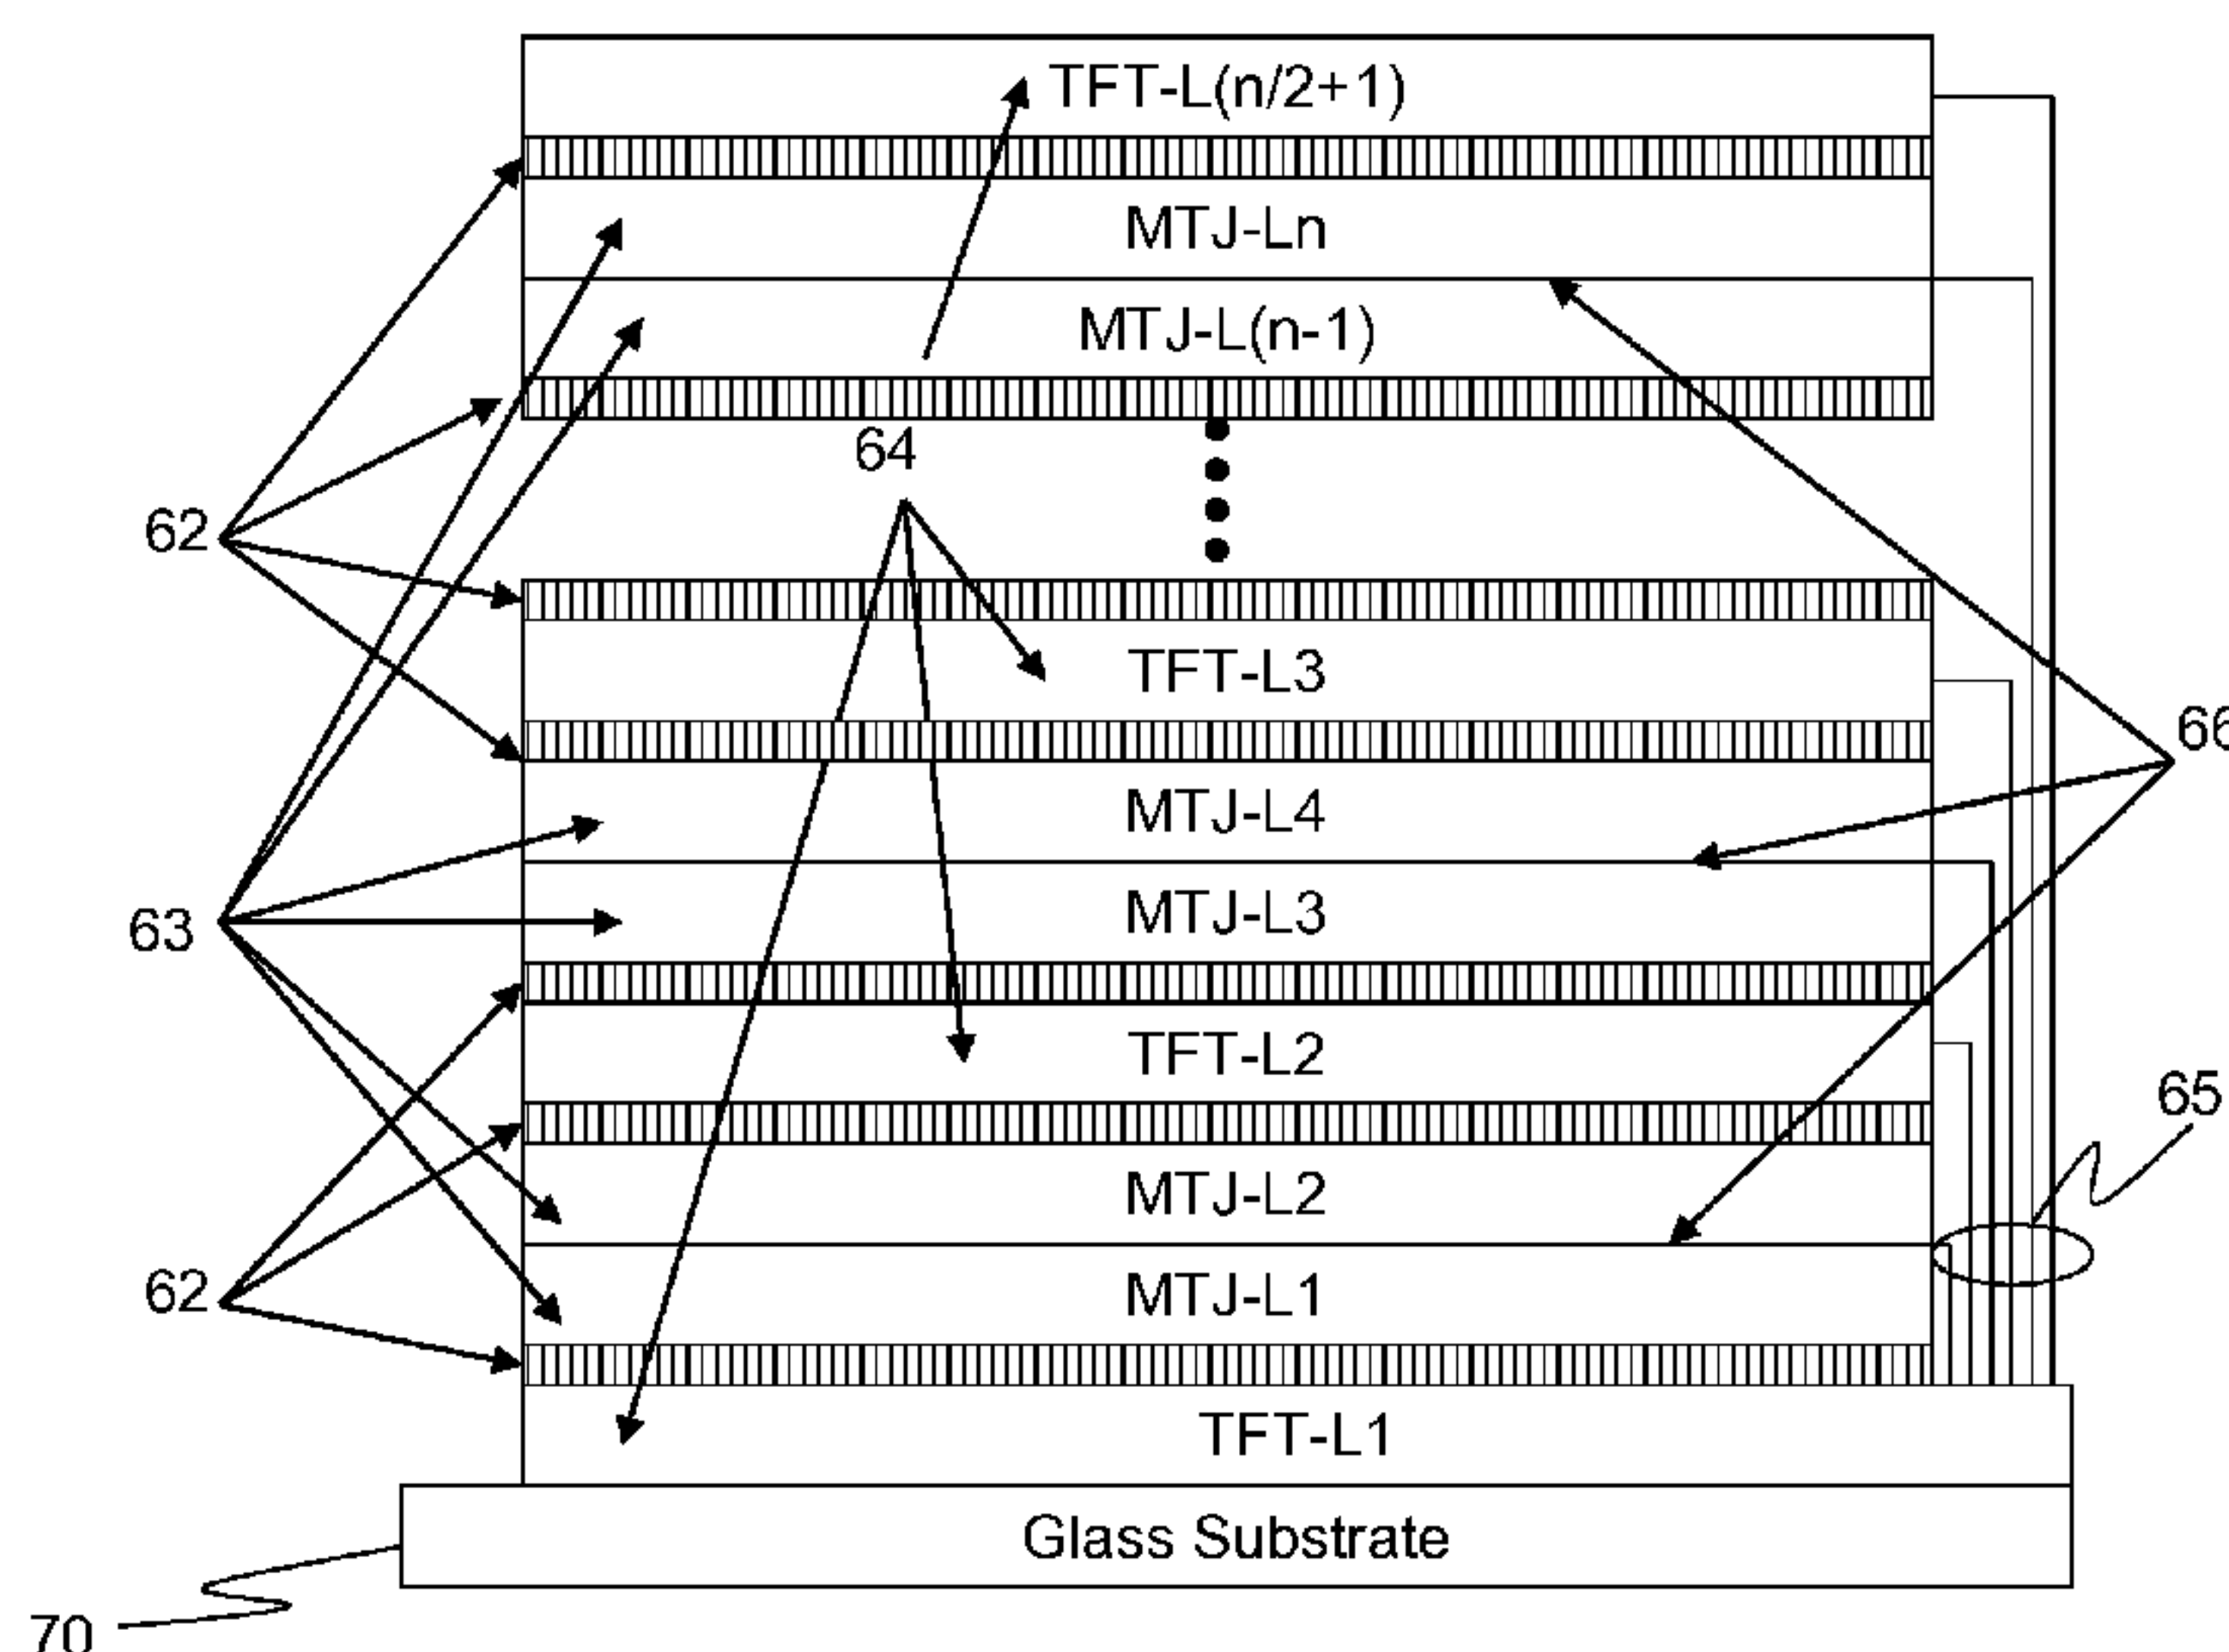 TFT-L(n/2+1)
MTJ-Ln
MTJ-L(n-1)
64
62
TFT-L3
66
MTJ-L4
MTJ-L3
63
TFT-L2
65
MTJ-L2
MTJ-L1
62
TFT-L1
Glass Substrate
70